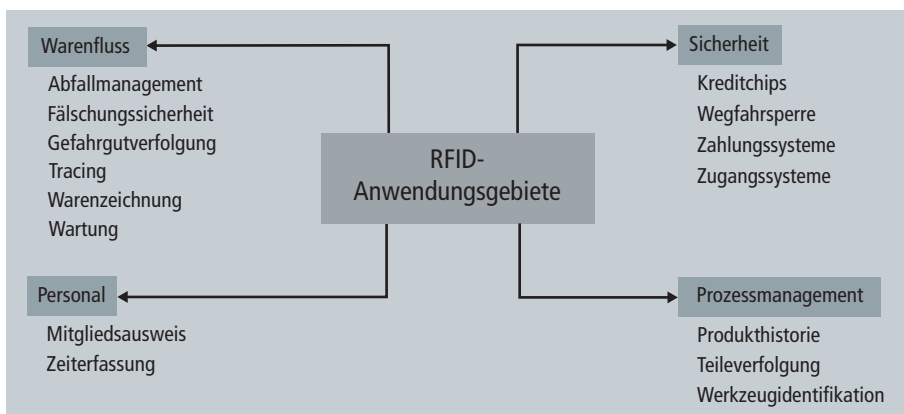 Warenfluss
Abfallmanagement
Fälschungssicherheit
Gefahrgutverfolgung
Tracing
Warenzeichnung
Wartung
Sicherheit
Kreditchips
Wegfahrsperre
Zahlungssysteme
Zugangssysteme
RFID-
Anwendungsgebiete
Personal
Mitgliedsausweis
Zeiterfassung
Prozessmanagement
Produkthistorie
Teileverfolgung
Werkzeugidentifikation